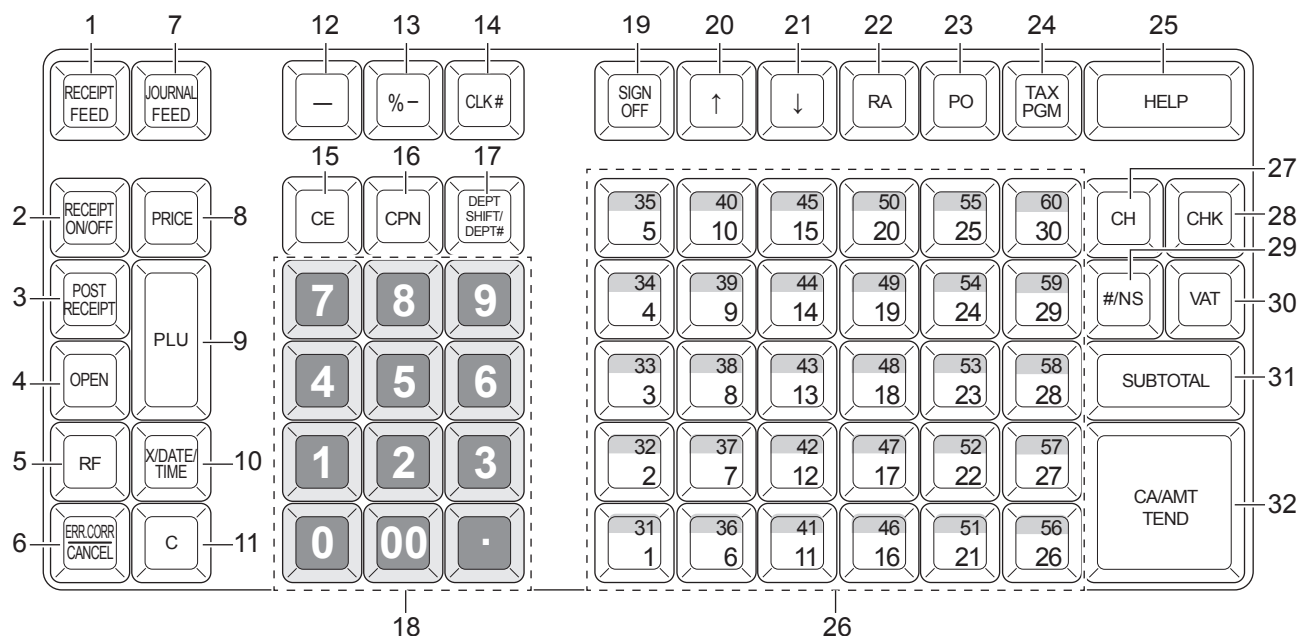 1 7 12 13 14 19 20 21 22 23 24 25
RECEIPT JOURNAL SIGN TAX
FEED FEED — %− CLK# OFF ↑ ↓ RA PO PGM HELP
15 16 17 27
2 RECEIPT ON/OFF PRICE 8 CE CPN DEPT SHIFT/ DEPT# 35 40 45 50 55 60 CH CHK 28
5 10 15 20 25 30
29
3 POST RECEIPT 7 8 9 34 39 44 49 54 59 #/NS VAT 30
4 9 14 19 24 29
PLU 9
4 OPEN 4 5 6 33 38 43 48 53 58 SUBTOTAL 31
3 8 13 18 23 28
5 RF X/DATE/ TIME 10 1 2 3 32 37 42 47 52 57
2 7 12 17 22 27
CA/AMT
TEND 32
6 ERR.CORR CANCEL C 11 0 00 · 31 36 41 46 51 56
1 6 11 16 21 26
18 26